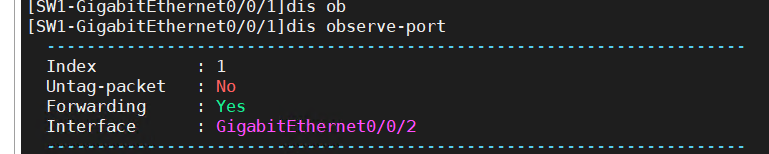 [SW1-GigabitEthernet0/0/1]dis ob
[SW1-GigabitEthernet0/0/1]dis observe-port
----------------------------------------------------------------------
Index : 1
Untag-packet : No
Forwarding : Yes
Interface : GigabitEthernet0/0/2
----------------------------------------------------------------------